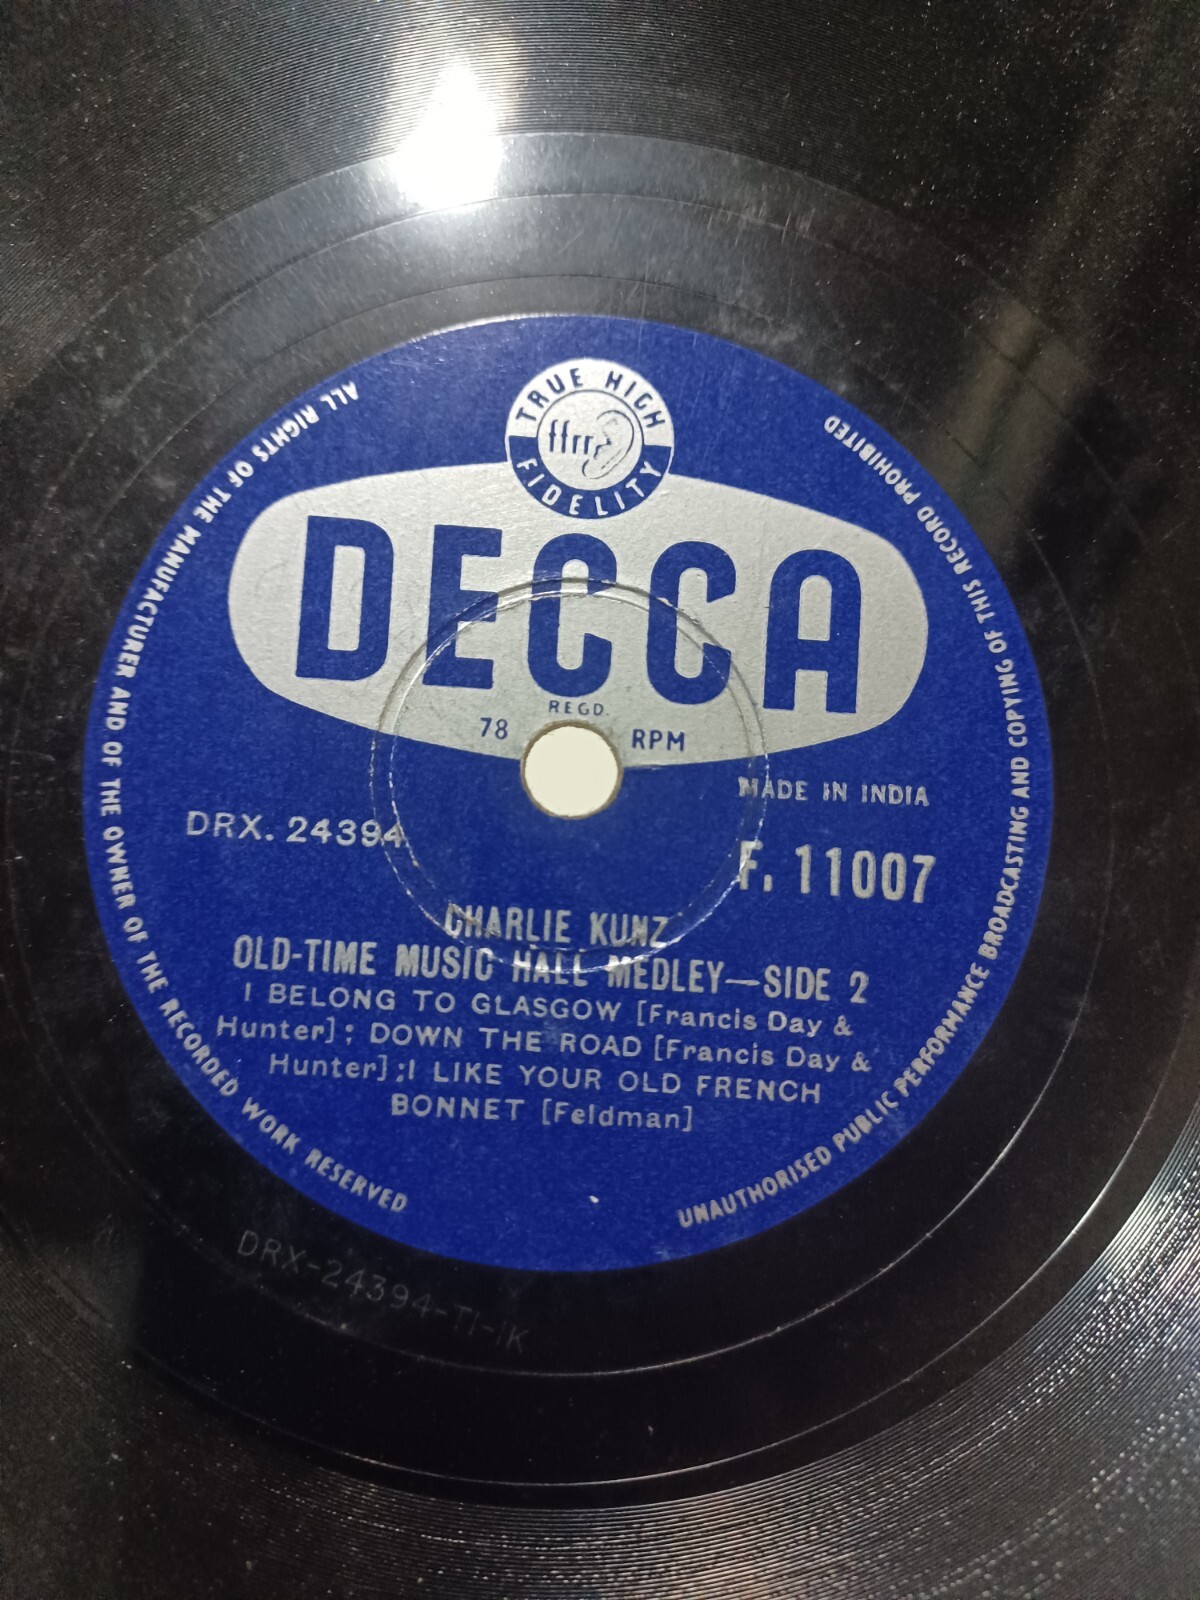 TRUE HIGH
ffrr
FIDELITY
DECCA
REGD.
78 RPM
MADE IN INDIA
DRX. 24394
F. 11007
CHARLIE KUNZ
OLD-TIME MUSIC HALL MEDLEY—SIDE 2
I BELONG TO GLASGOW [Francis Day &
Hunter]; DOWN THE ROAD [Francis Day &
Hunter];I LIKE YOUR OLD FRENCH
BONNET [Feldman]
ALL RIGHTS OF THE MANUFACTURER AND OF THE OWNER OF THE RECORDED WORK RESERVED
UNAUTHORISED PUBLIC PERFORMANCE BROADCASTING AND COPYING OF THIS RECORD PROHIBITED
DRX-24394-T1-1K